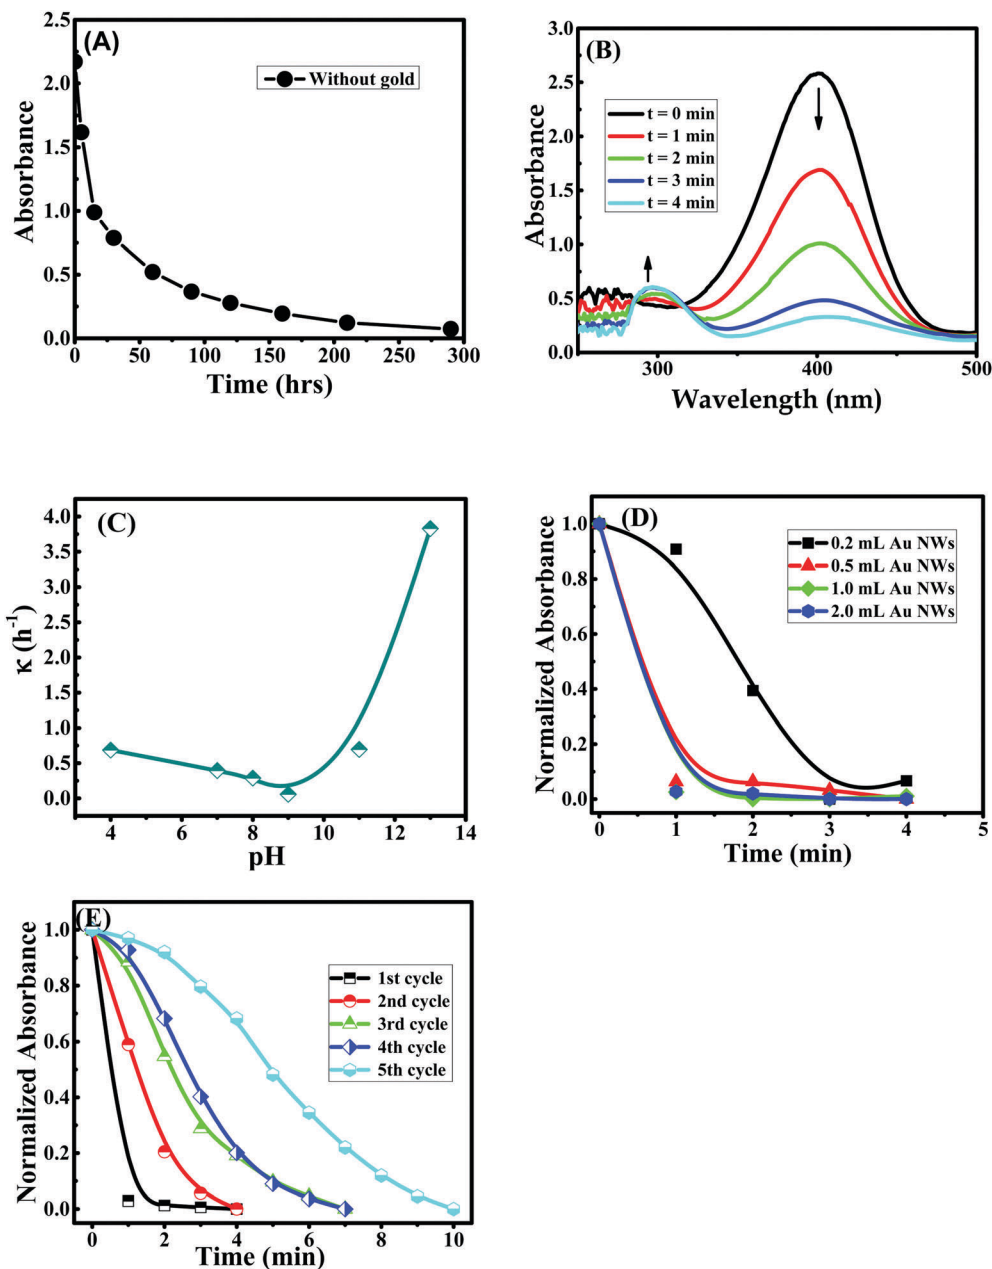 (A)
Without gold
Absorbance
2.5
2.0
1.5
1.0
0.5
0.0
0 50 100 150 200 250 300
Time (hrs)
(B)
t = 0 min
t = 1 min
t = 2 min
t = 3 min
t = 4 min
Absorbance
3.0
2.5
2.0
1.5
1.0
0.5
0.0
300 400 500
Wavelength (nm)
(C)
κ (h⁻¹)
4.0
3.5
3.0
2.5
2.0
1.5
1.0
0.5
0.0
4 6 8 10 12 14
pH
(D)
0.2 mL Au NWs
0.5 mL Au NWs
1.0 mL Au NWs
2.0 mL Au NWs
Normalized Absorbance
1.0
0.8
0.6
0.4
0.2
0.0
0 1 2 3 4 5
Time (min)
(E)
1st cycle
2nd cycle
3rd cycle
4th cycle
5th cycle
Normalized Absorbance
1.0
0.8
0.6
0.4
0.2
0.0
0 2 4 6 8 10
Time (min)